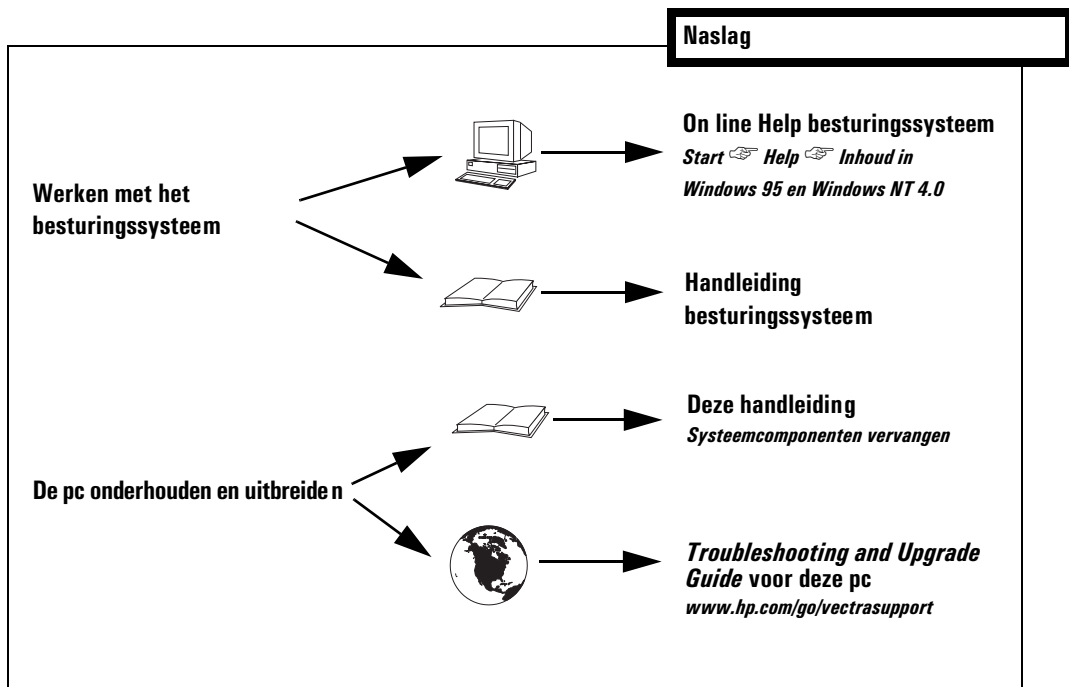 Naslag
Werken met het
besturingssysteem
On line Help besturingssysteem
Start ☞ Help ☞ Inhoud in
Windows 95 en Windows NT 4.0
Handleiding
besturingssysteem
De pc onderhouden en uitbreiden
Deze handleiding
Systeemcomponenten vervangen
Troubleshooting and Upgrade
Guide voor deze pc
www.hp.com/go/vectrasupport